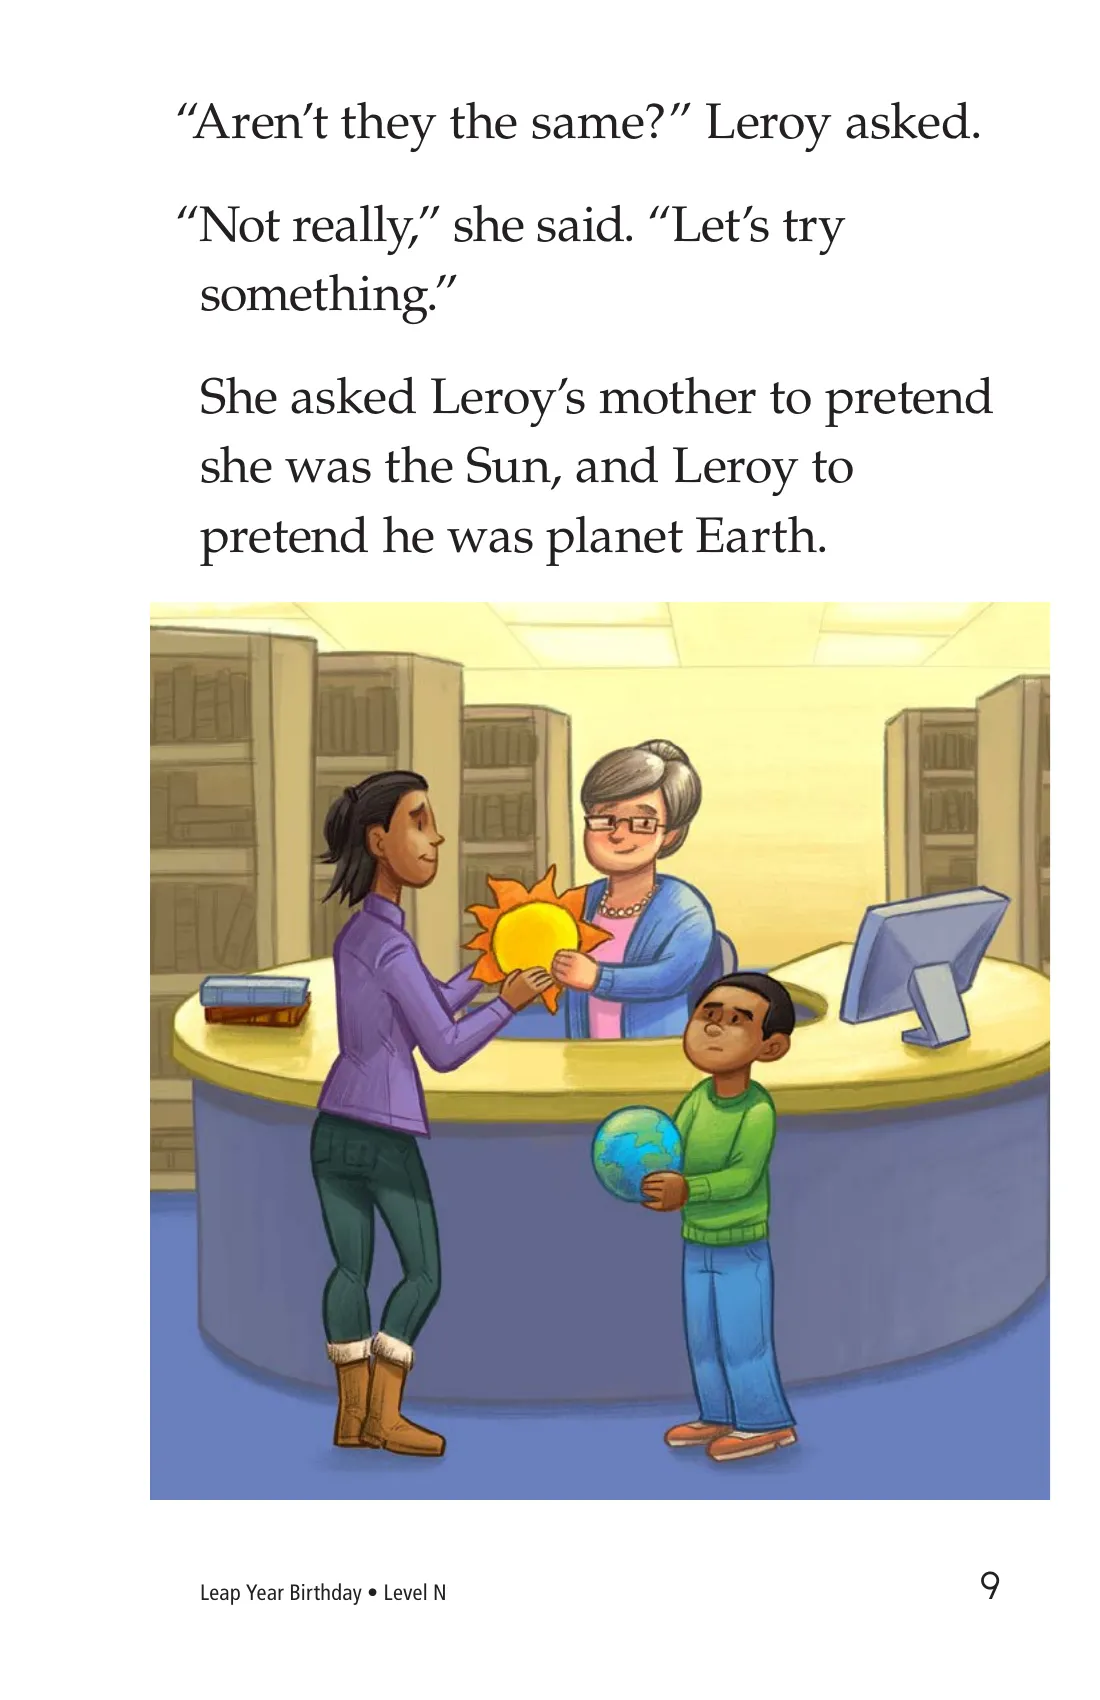 “Aren’t they the same?” Leroy asked.
“Not really,” she said. “Let’s try
something.”
She asked Leroy’s mother to pretend
she was the Sun, and Leroy to
pretend he was planet Earth.
Leap Year Birthday • Level N
9